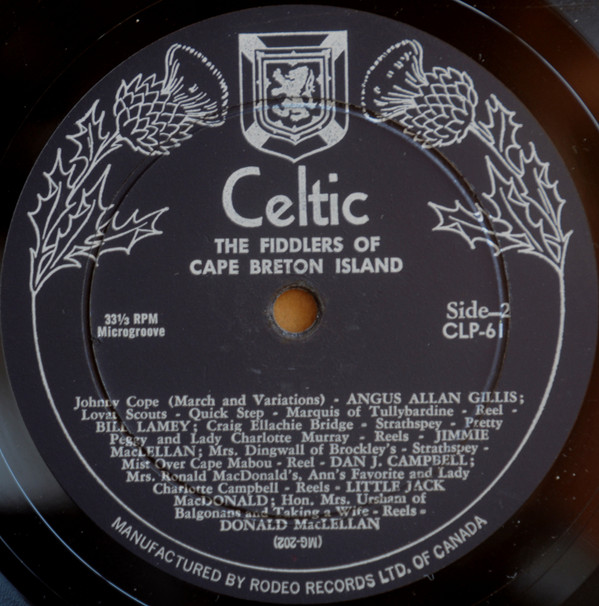 Celtic
THE FIDDLERS OF
CAPE BRETON ISLAND
33⅓ RPM
Microgroove
Side-2
CLP-61
Johnny Cope (March and Variations) - ANGUS ALLAN GILLIS;
Lovat Scouts - Quick Step - Marquis of Tullybardine - Reel -
BILL LAMEY; Craig Ellachie Bridge - Strathspey - Pretty
Peggy and Lady Charlotte Murray - Reels - JIMMIE
MacLELLAN; Mrs. Dingwall of Brockley's - Strathspey -
Mist Over Cape Mabou - Reel - DAN J. CAMPBELL;
Mrs. Ronald MacDonald's, Ann's Favorite and Lady
Charlotte Campbell - Reels - LITTLE JACK
MacDONALD; Hon. Mrs. Ursham of
Balgonans and Taking a Wife - Reels -
DONALD MacLELLAN
(MG-202)
MANUFACTURED BY RODEO RECORDS LTD. OF CANADA